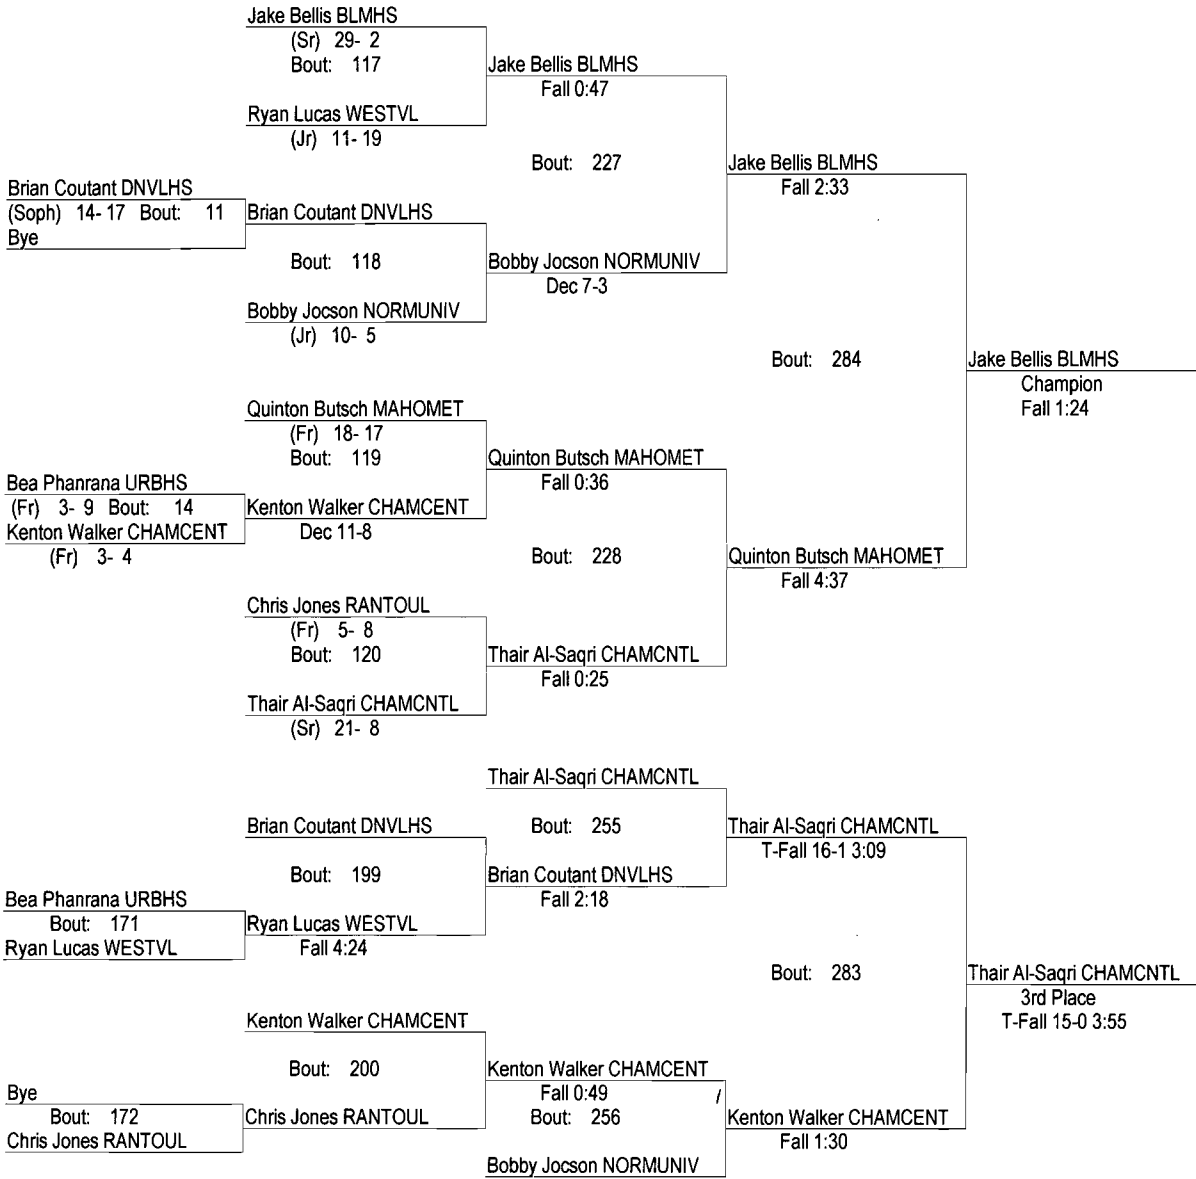 Jake Bellis BLMHS
(Sr) 29- 2
Bout: 117
Jake Bellis BLMHS
Fall 0:47
Ryan Lucas WESTVL
(Jr) 11- 19
Bout: 227
Jake Bellis BLMHS
Fall 2:33
Brian Coutant DNVLHS
(Soph) 14- 17 Bout: 11
Bye
Brian Coutant DNVLHS
Bout: 118
Bobby Jocson NORMUNIV
Dec 7-3
Bobby Jocson NORMUNIV
(Jr) 10- 5
Bout: 284
Jake Bellis BLMHS
Champion
Fall 1:24
Quinton Butsch MAHOMET
(Fr) 18- 17
Bout: 119
Quinton Butsch MAHOMET
Fall 0:36
Bea Phanrana URBHS
(Fr) 3- 9 Bout: 14
Kenton Walker CHAMCENT
(Fr) 3- 4
Kenton Walker CHAMCENT
Dec 11-8
Bout: 228
Quinton Butsch MAHOMET
Fall 4:37
Chris Jones RANTOUL
(Fr) 5- 8
Bout: 120
Thair Al-Saqri CHAMCNTL
Fall 0:25
Thair Al-Saqri CHAMCNTL
(Sr) 21- 8
Thair Al-Saqri CHAMCNTL
Bout: 255
Thair Al-Saqri CHAMCNTL
T-Fall 16-1 3:09
Brian Coutant DNVLHS
Bout: 199
Brian Coutant DNVLHS
Fall 2:18
Bea Phanrana URBHS
Bout: 171
Ryan Lucas WESTVL
Ryan Lucas WESTVL
Fall 4:24
Bout: 283
Thair Al-Saqri CHAMCNTL
3rd Place
T-Fall 15-0 3:55
Kenton Walker CHAMCENT
Bout: 200
Kenton Walker CHAMCENT
Fall 0:49
Bout: 256
Kenton Walker CHAMCENT
Fall 1:30
Bye
Bout: 172
Chris Jones RANTOUL
Chris Jones RANTOUL
Bobby Jocson NORMUNIV